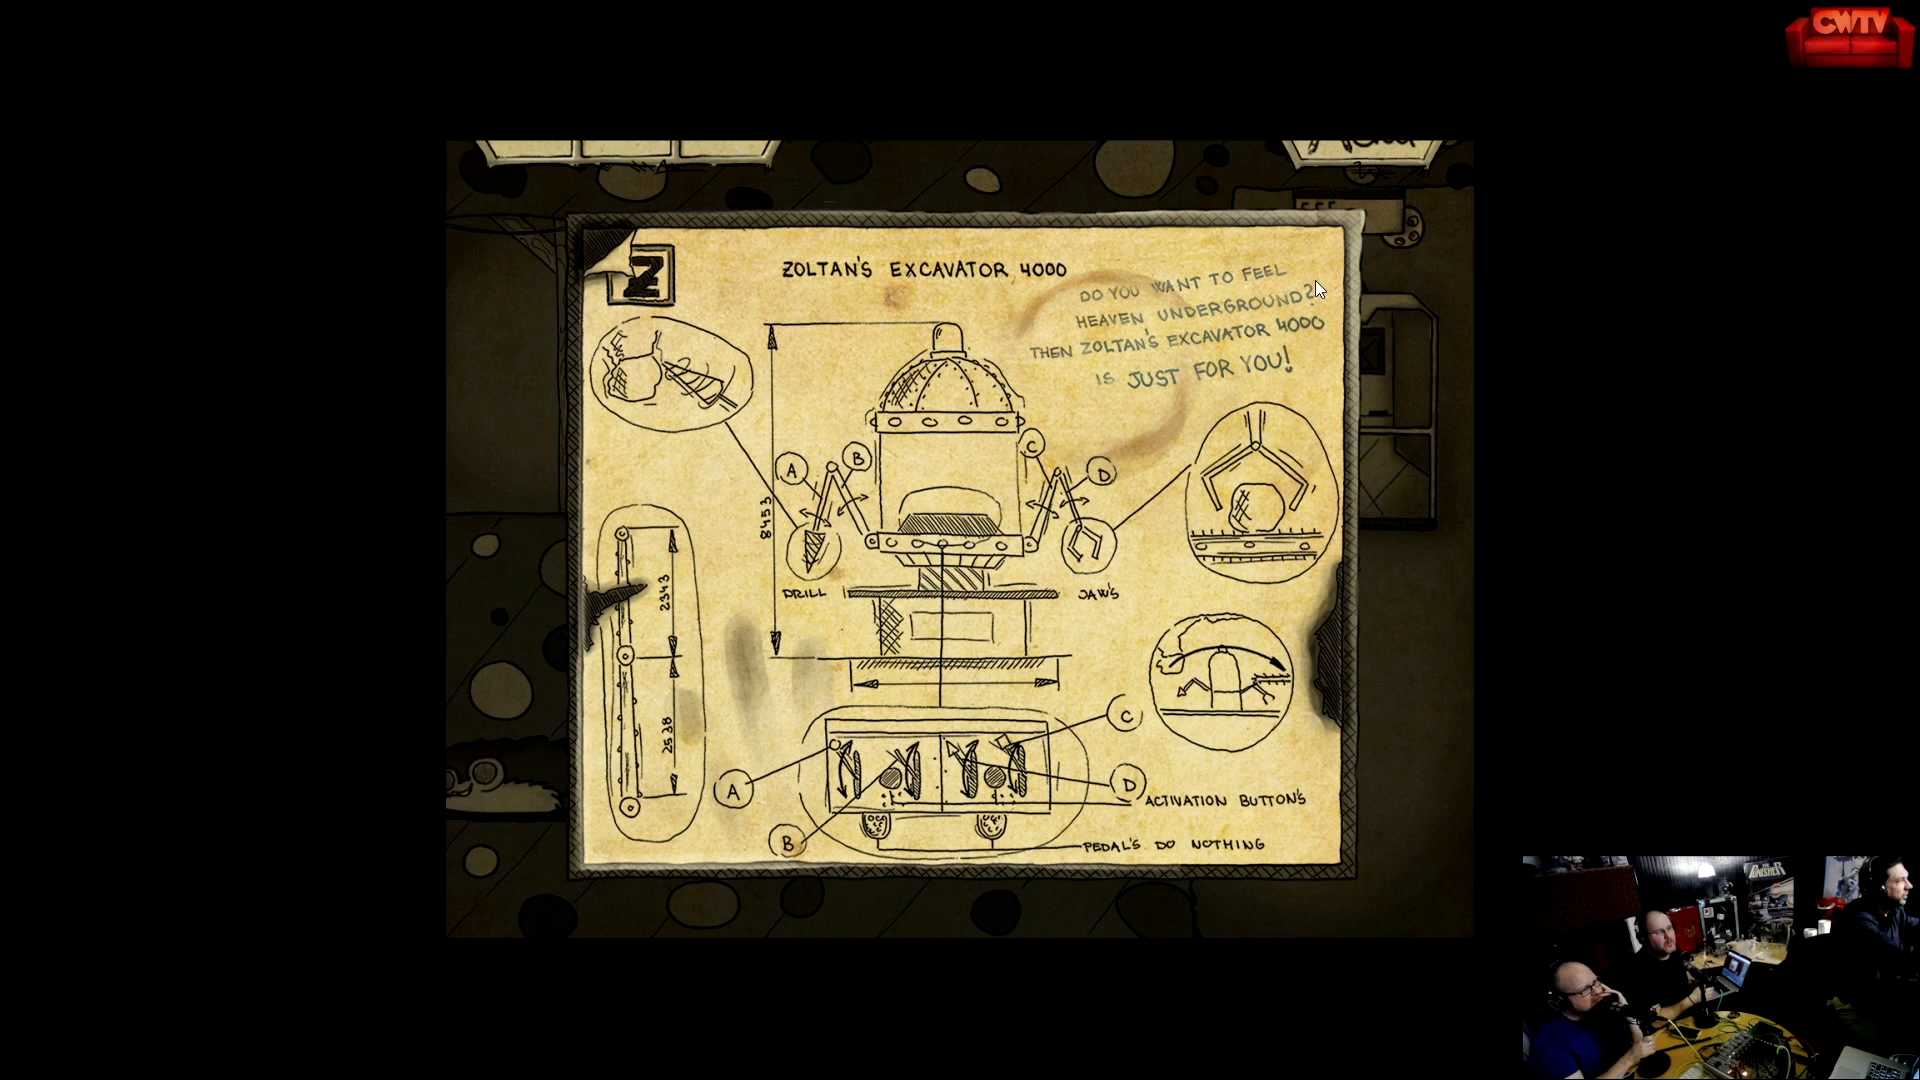 CWTV
Z
ZOLTAN'S EXCAVATOR 4000
DO YOU WANT TO FEEL
HEAVEN UNDERGROUND?
THEN ZOLTAN'S EXCAVATOR 4000
IS JUST FOR YOU!
A
B
C
D
8453
DRILL
JAW'S
2343
2538
C
A
D
ACTIVATION BUTTON'S
B
PEDAL'S DO NOTHING
PUNISHER